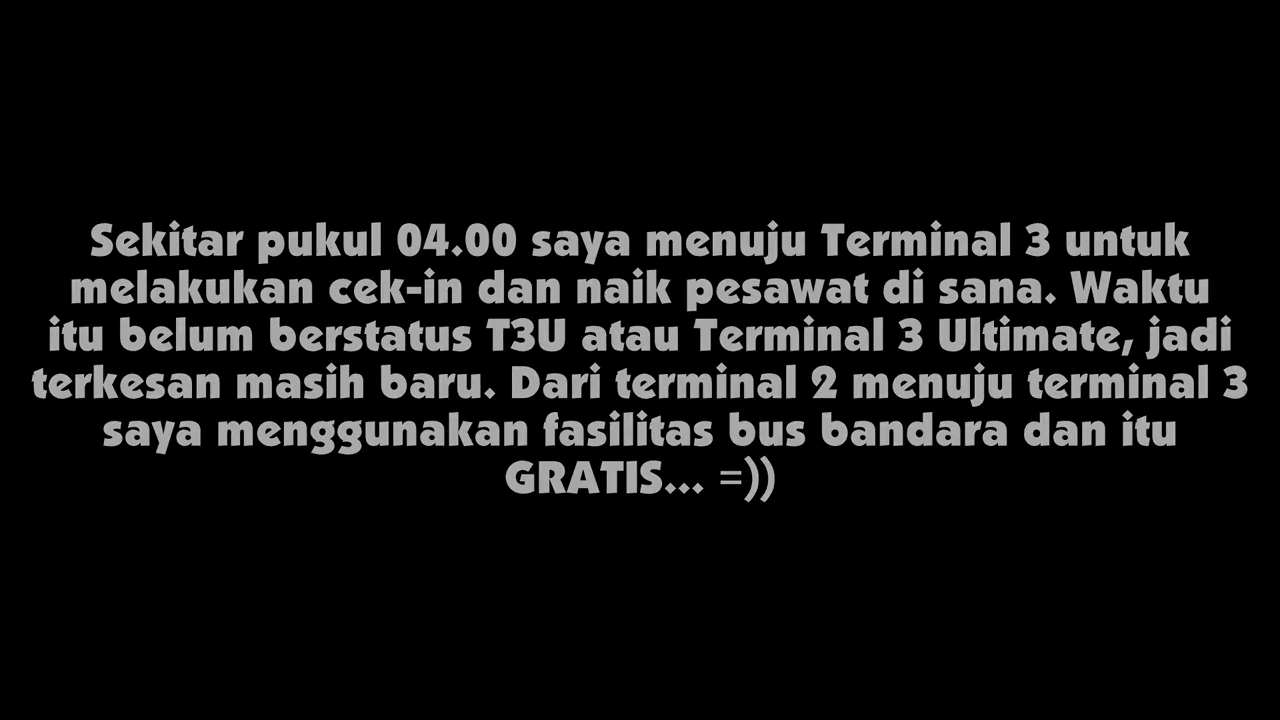 Sekitar pukul 04.00 saya menuju Terminal 3 untuk
melakukan cek-in dan naik pesawat di sana. Waktu
itu belum berstatus T3U atau Terminal 3 Ultimate, jadi
terkesan masih baru. Dari terminal 2 menuju terminal 3
saya menggunakan fasilitas bus bandara dan itu
GRATIS... =))